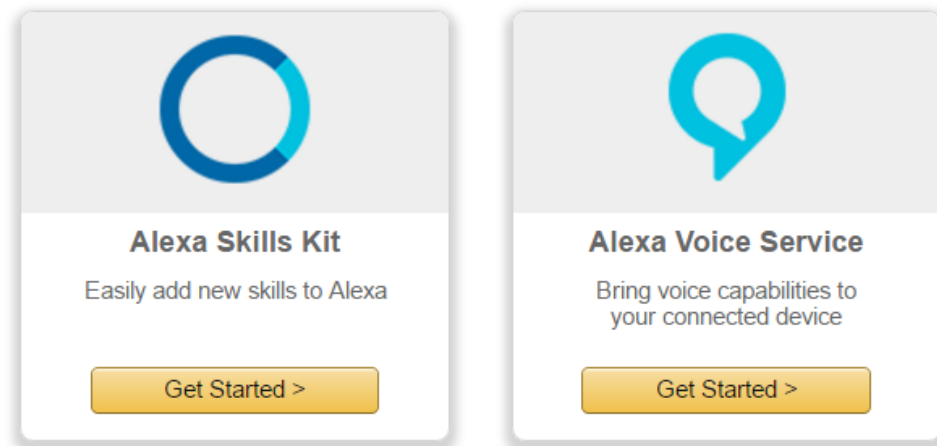 Alexa Skills Kit
Easily add new skills to Alexa
Get Started >
Alexa Voice Service
Bring voice capabilities to
your connected device
Get Started >